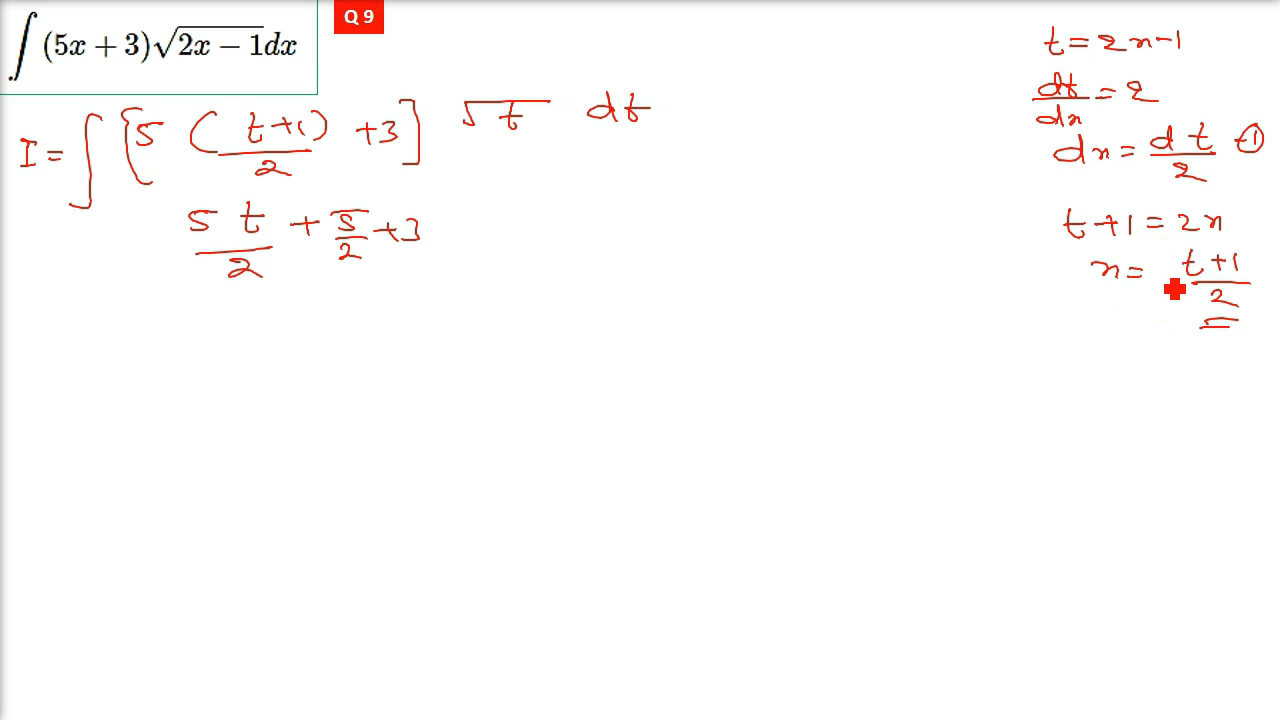 Q 9
∫ (5x + 3)√(2x − 1)dx
I = ∫ [5 (t+1)/2 +3] √t dt
5t/2 + 5/2 +3
t = 2x-1
dt/dx = 2
dx = dt/2 -①
t+1 = 2x
x = t+1/2